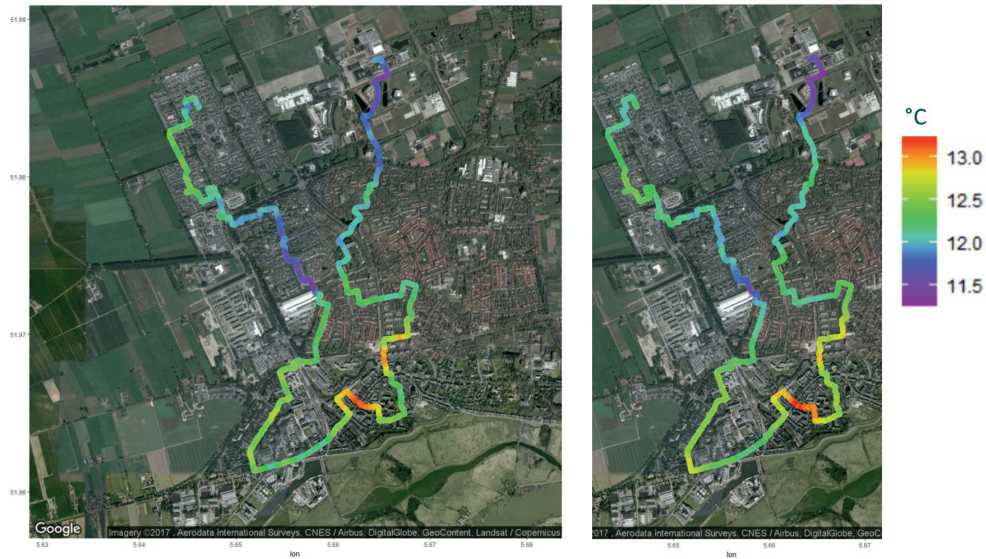 51.99
51.98
51.97
51.96
Google
Imagery ©2017 , Aerodata International Surveys, CNES / Airbus, DigitalGlobe, GeoContent, Landsat / Copernicus
5.63 5.64 5.65 5.66 5.67 5.68
lon
2017 , Aerodata International Surveys, CNES / Airbus, DigitalGlobe, GeoC
5.65 5.66 5.67
lon
°C
13.0
12.5
12.0
11.5